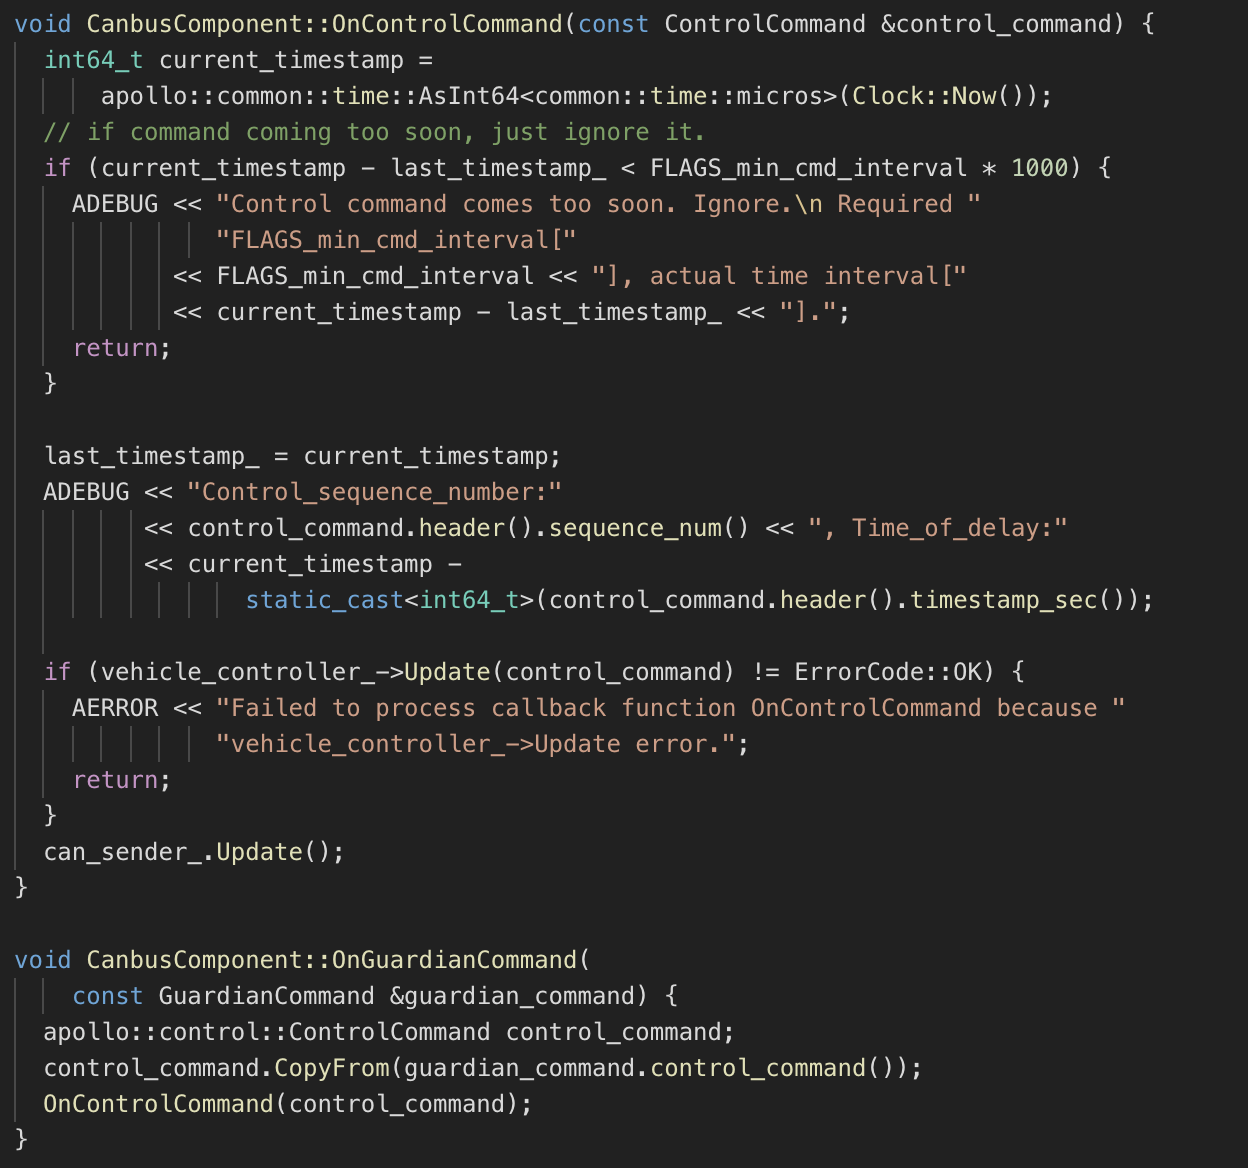 void CanbusComponent::OnControlCommand(const ControlCommand &control_command) {
  int64_t current_timestamp =
      apollo::common::time::AsInt64<common::time::micros>(Clock::Now());
  // if command coming too soon, just ignore it.
  if (current_timestamp - last_timestamp_ < FLAGS_min_cmd_interval * 1000) {
    ADEBUG << "Control command comes too soon. Ignore.\n Required "
              "FLAGS_min_cmd_interval["
           << FLAGS_min_cmd_interval << "], actual time interval["
           << current_timestamp - last_timestamp_ << "].";
    return;
  }

  last_timestamp_ = current_timestamp;
  ADEBUG << "Control_sequence_number:"
         << control_command.header().sequence_num() << ", Time_of_delay:"
         << current_timestamp -
                static_cast<int64_t>(control_command.header().timestamp_sec());

  if (vehicle_controller_->Update(control_command) != ErrorCode::OK) {
    AERROR << "Failed to process callback function OnControlCommand because "
              "vehicle_controller_->Update error.";
    return;
  }
  can_sender_.Update();
}

void CanbusComponent::OnGuardianCommand(
    const GuardianCommand &guardian_command) {
  apollo::control::ControlCommand control_command;
  control_command.CopyFrom(guardian_command.control_command());
  OnControlCommand(control_command);
}